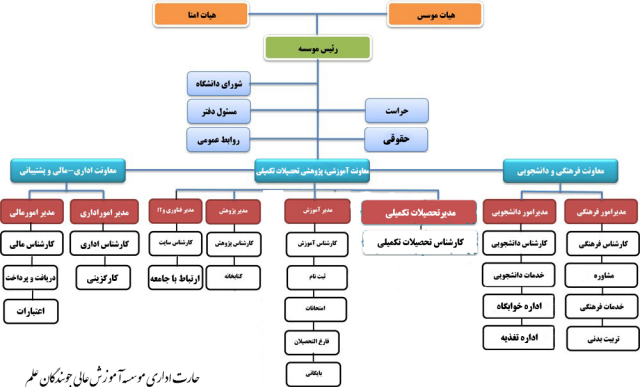 هیات موسس
هیات امنا
رئیس موسسه
شورای دانشگاه
حراست
مسئول دفتر
حقوقی
روابط عمومی
معاونت فرهنگی و دانشجویی
معاونت آموزشی، پژوهشی تحصیلات تکمیلی
معاونت اداری-مالی و پشتیبانی
مدیرامور فرهنگی
مدیرامور دانشجویی
مدیرتحصیلات تکمیلی
مدیر آموزش
مدیر پژوهش
مدیر فناوری وIT
مدیر اموراداری
مدیر امورمالی
کارشناس فرهنگی
کارشناس دانشجویی
کارشناس تحصیلات تکمیلی
کارشناس آموزش
کارشناس پژوهش
کارشناس سایت
کارشناس اداری
کارشناس مالی
مشاوره
خدمات دانشجویی
ثبت نام
کتابخانه
ارتباط با جامعه
کارگزینی
دریافت و پرداخت
خدمات فرهنگی
اداره خوابگاه
امتحانات
اعتبارات
تربیت بدنی
اداره تغذیه
فارغ التحصیلان
بایگانی
چارت اداری موسسه آموزش عالی جویندگان علم